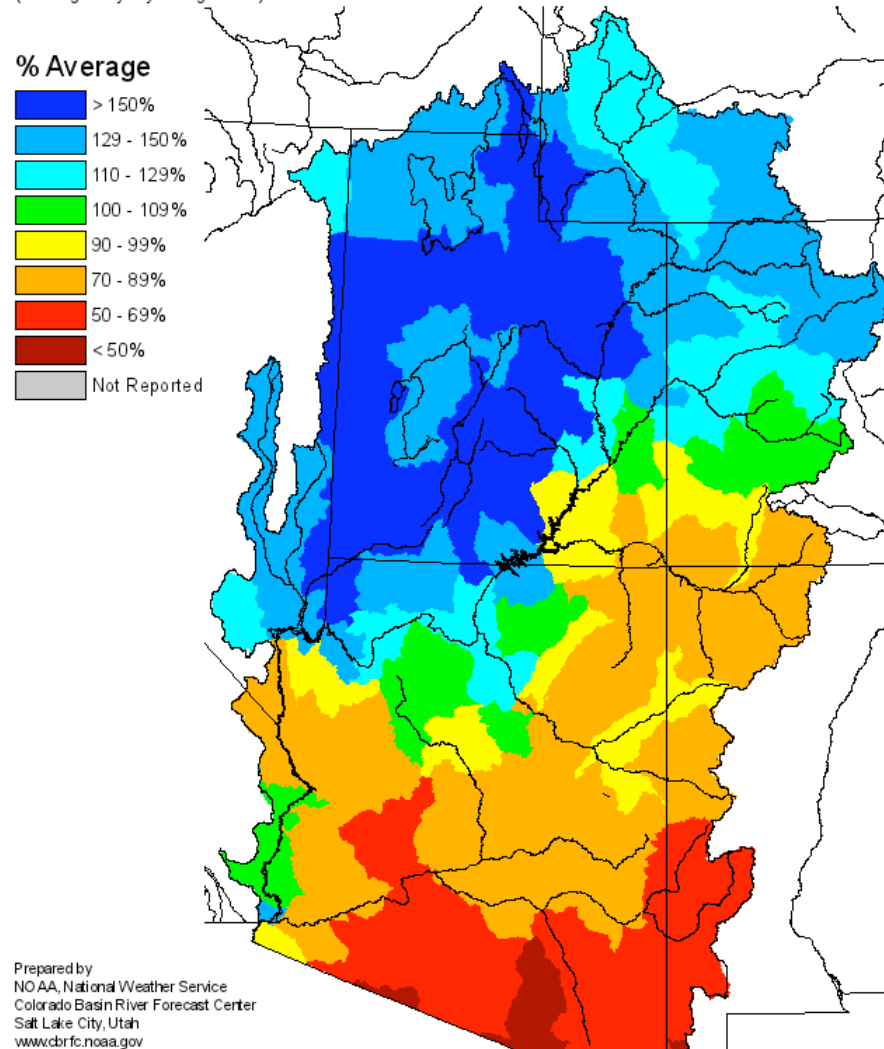 % Average
> 150%
129 - 150%
110 - 129%
100 - 109%
90 - 99%
70 - 89%
50 - 69%
< 50%
Not Reported
Prepared by
NOAA, National Weather Service
Colorado Basin River Forecast Center
Salt Lake City, Utah
www.cbrfc.noaa.gov